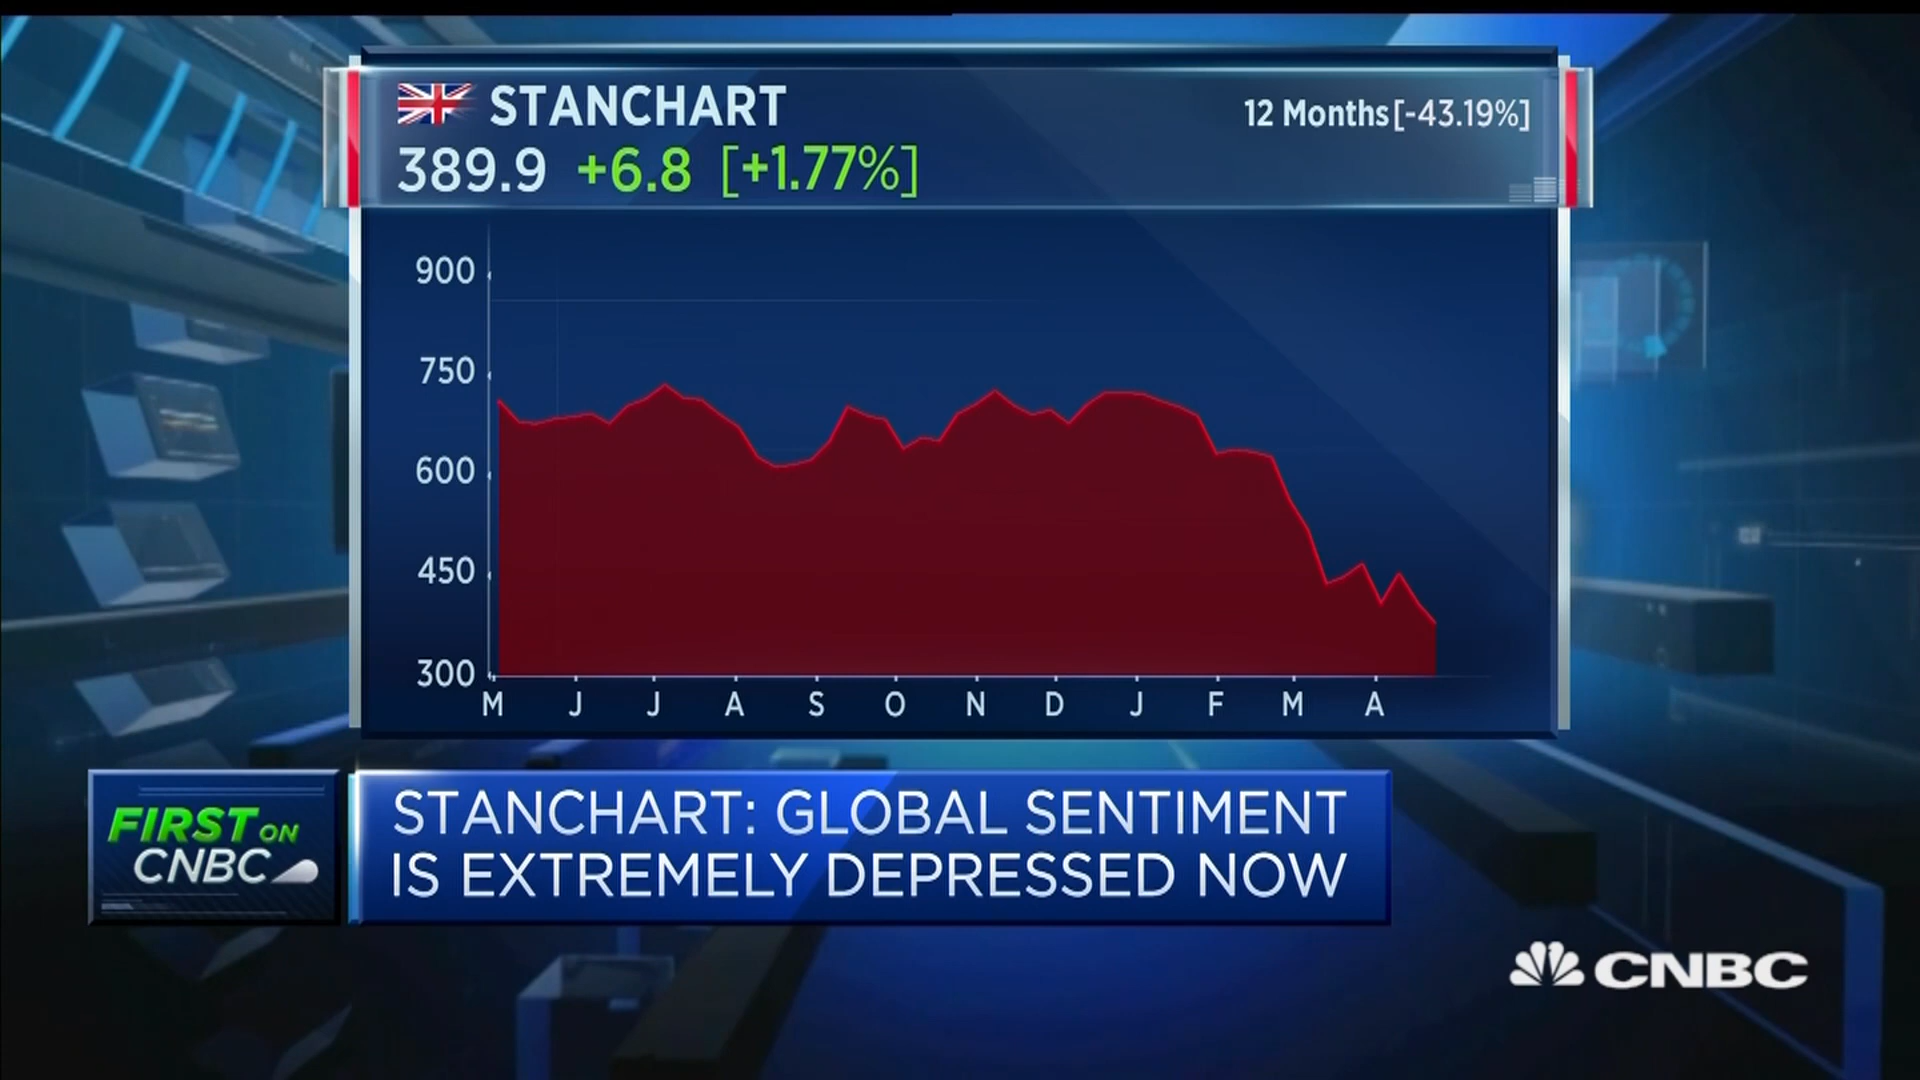 STANCHART
12 Months [-43.19%]
389.9 +6.8 [+1.77%]
900
750
600
450
300
M J J A S O N D J F M A
FIRST ON
CNBC
STANCHART: GLOBAL SENTIMENT
IS EXTREMELY DEPRESSED NOW
CNBC